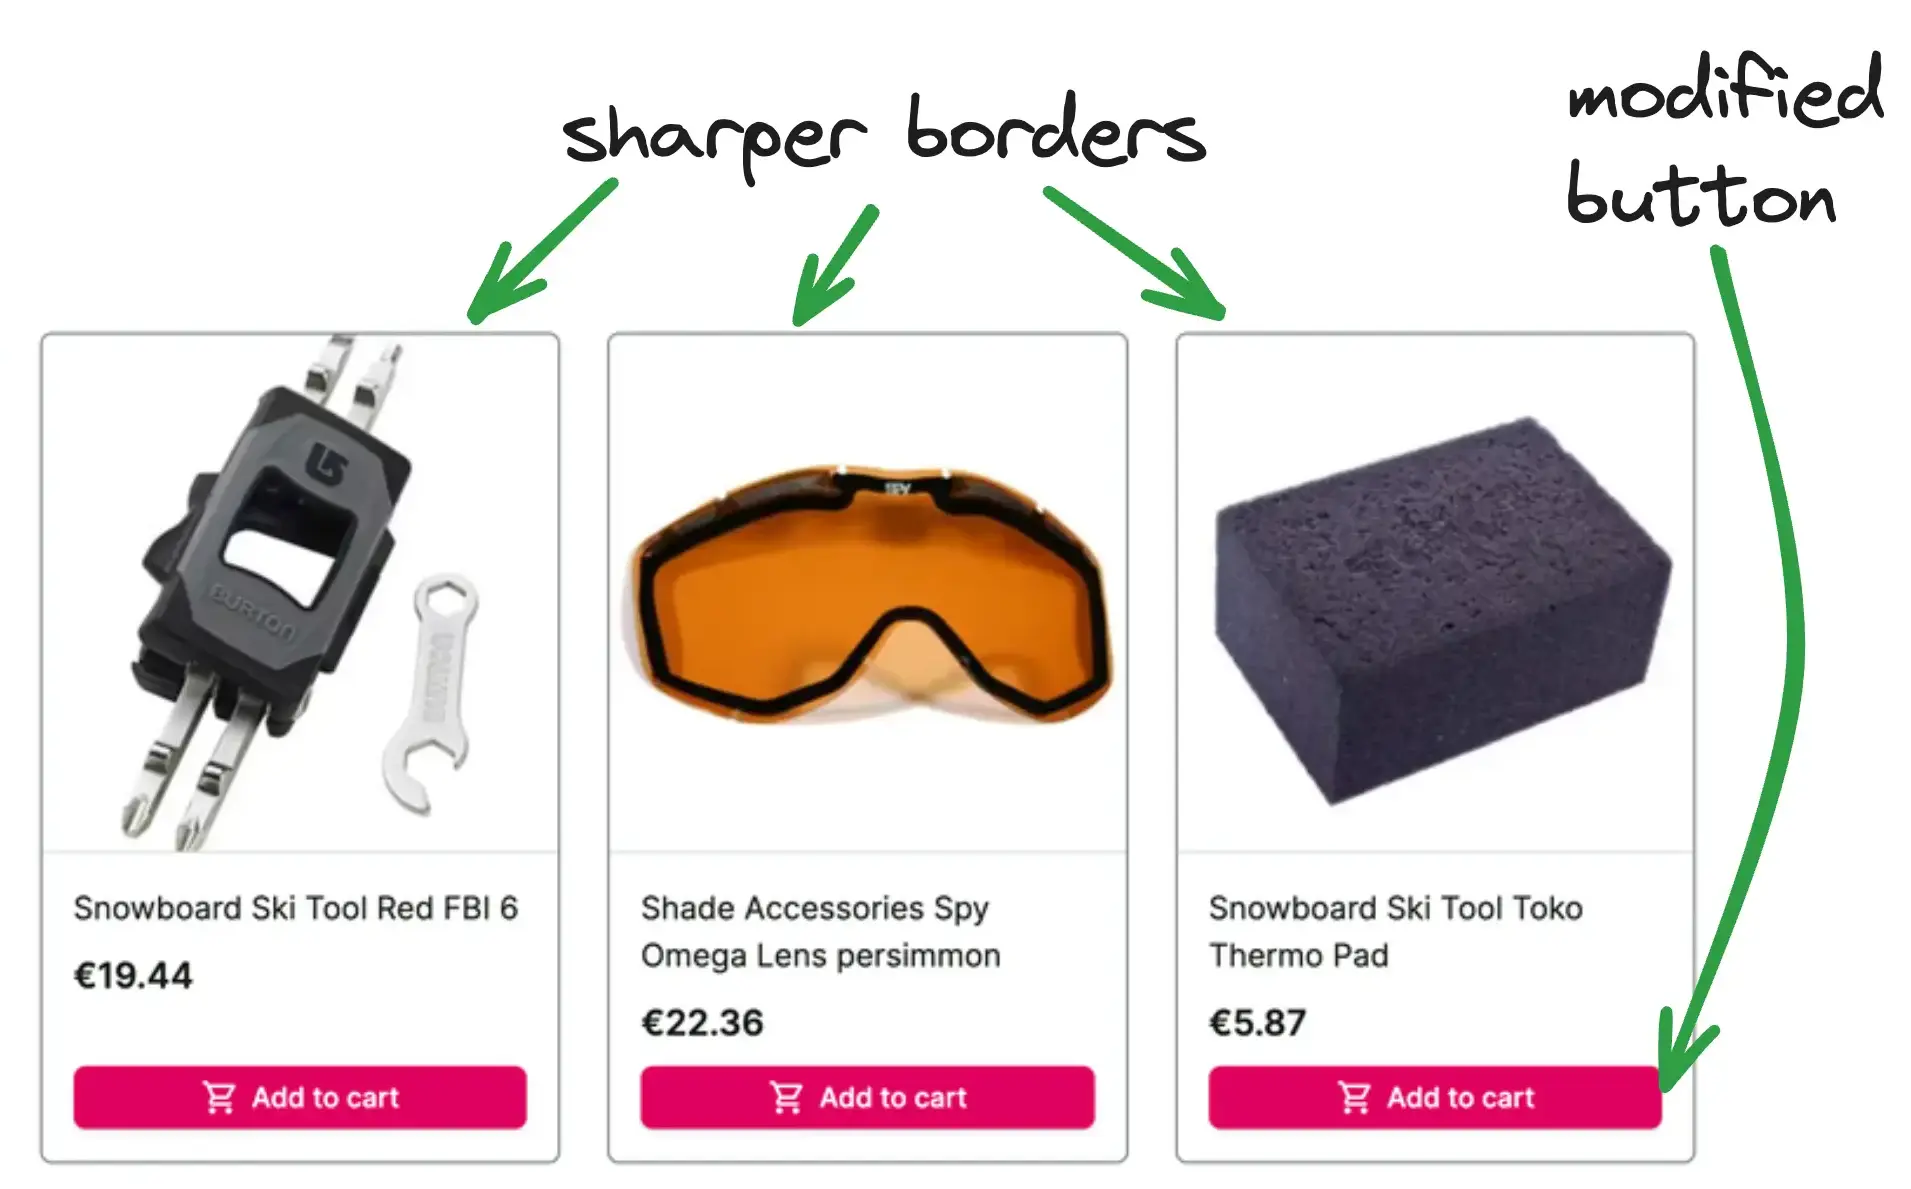 sharper borders
modified
button
SPY
BURTON
Snowboard Ski Tool Red FBI 6
€19.44
Add to cart
Shade Accessories Spy
Omega Lens persimmon
€22.36
Add to cart
Snowboard Ski Tool Toko
Thermo Pad
€5.87
Add to cart